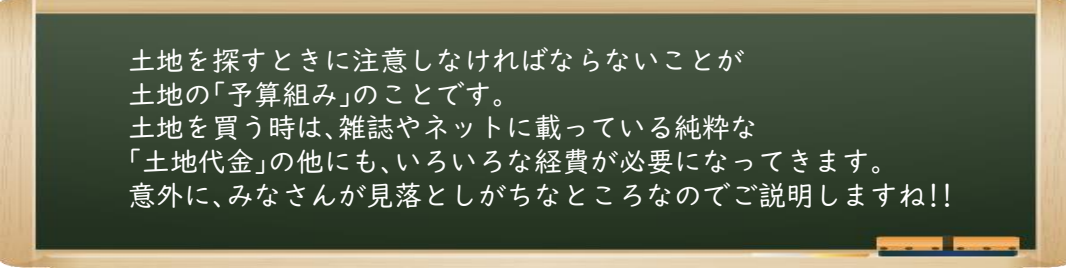 土地を探すときに注意しなければならないことが
土地の「予算組み」のことです。
土地を買う時は、雑誌やネットに載っている純粋な
「土地代金」の他にも、いろいろな経費が必要になってきます。
意外に、みなさんが見落としがちなところなのでご説明しますね!!